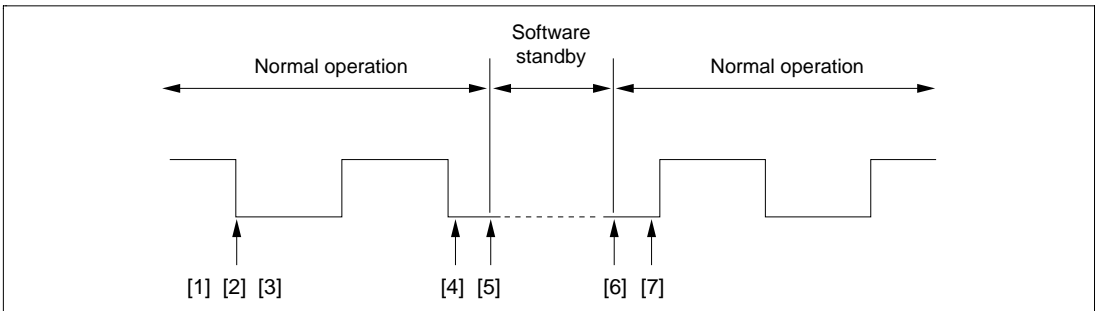 Software
standby
Normal operation
Normal operation
[1] [2] [3]
[4] [5]
[6] [7]